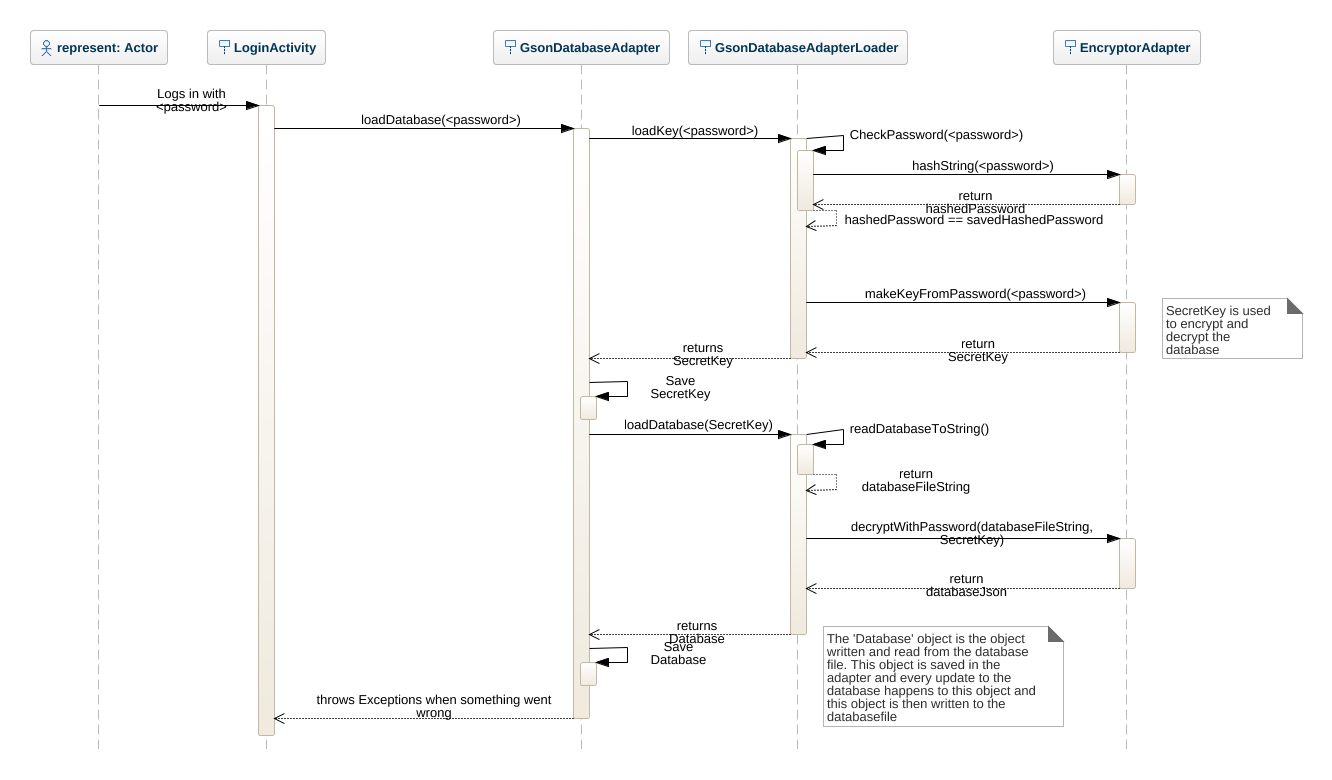 represent: Actor
LoginActivity
GsonDatabaseAdapter
GsonDatabaseAdapterLoader
EncryptorAdapter
Logs in with
<password>
loadDatabase(<password>)
loadKey(<password>)
CheckPassword(<password>)
hashString(<password>)
return
hashedPassword
hashedPassword == savedHashedPassword
makeKeyFromPassword(<password>)
SecretKey is used
to encrypt and
decrypt the
database
return
SecretKey
returns
SecretKey
Save
SecretKey
loadDatabase(SecretKey)
readDatabaseToString()
return
databaseFileString
decryptWithPassword(databaseFileString,
SecretKey)
return
databaseJson
returns
Database
Save
Database
The 'Database' object is the object
written and read from the database
file. This object is saved in the
adapter and every update to the
database happens to this object and
this object is then written to the
databasefile
throws Exceptions when something went
wrong